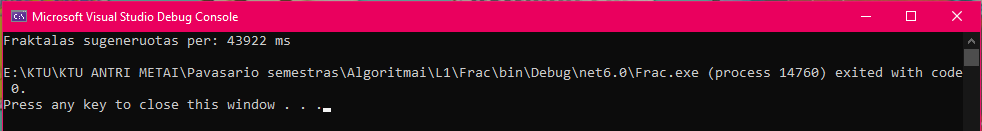 Microsoft Visual Studio Debug Console
Fraktalas sugeneruotas per: 43922 ms
E:\KTU\KTU ANTRI METAI\Pavasario semestras\Algoritmai\L1\Frac\bin\Debug\net6.0\Frac.exe (process 14760) exited with code
 0.
Press any key to close this window . . .